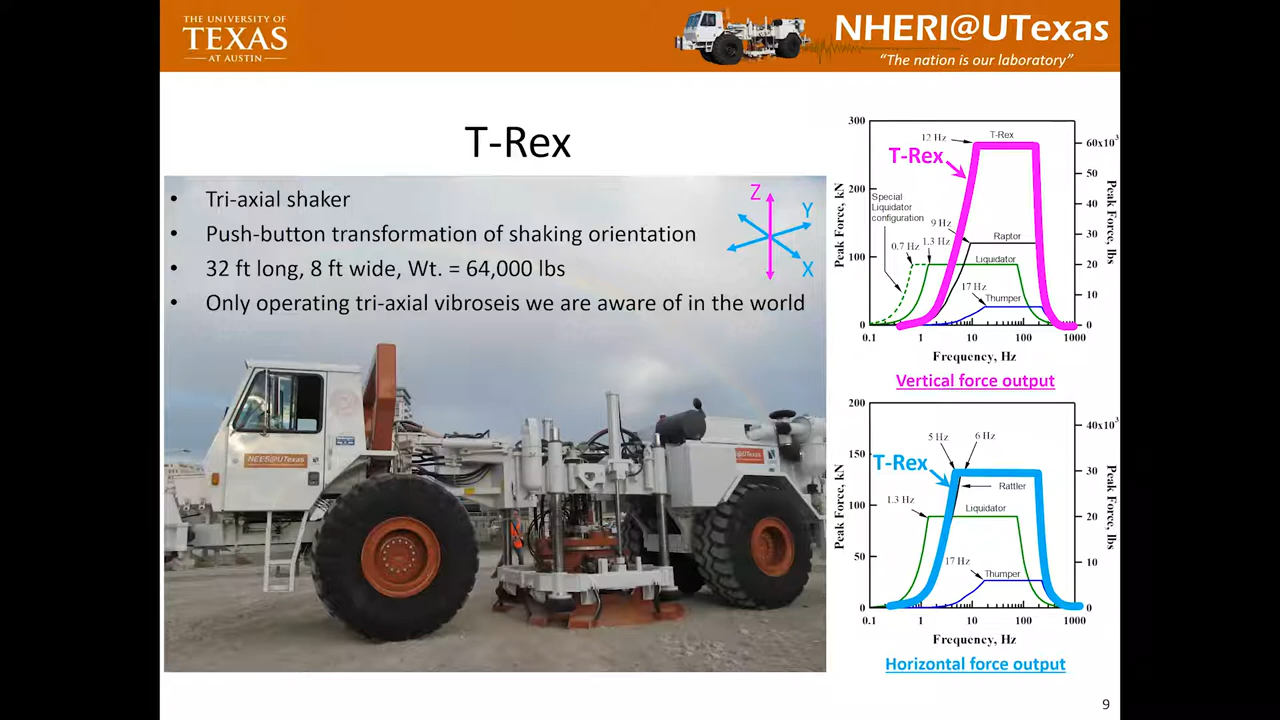 THE UNIVERSITY OF
TEXAS
AT AUSTIN
NHERI@UTexas
“The nation is our laboratory”
T-Rex
• Tri-axial shaker
• Push-button transformation of shaking orientation
• 32 ft long, 8 ft wide, Wt. = 64,000 lbs
• Only operating tri-axial vibroseis we are aware of in the world
Z
Y
X
NEES@UTexas
300
200
100
0
Peak Force, kN
12 Hz
T-Rex
T-Rex
Special
Liquidator
configuration
9 Hz
Raptor
0.7 Hz
1.3 Hz
Liquidator
17 Hz
Thumper
60x10³
50
40
30
20
10
0
Peak Force, lbs
0.1
1
10
100
1000
Frequency, Hz
Vertical force output
200
150
100
50
0
Peak Force, kN
5 Hz
6 Hz
T-Rex
Rattler
1.3 Hz
Liquidator
17 Hz
Thumper
40x10³
30
20
10
0
Peak Force, lbs
0.1
1
10
100
1000
Frequency, Hz
Horizontal force output
9